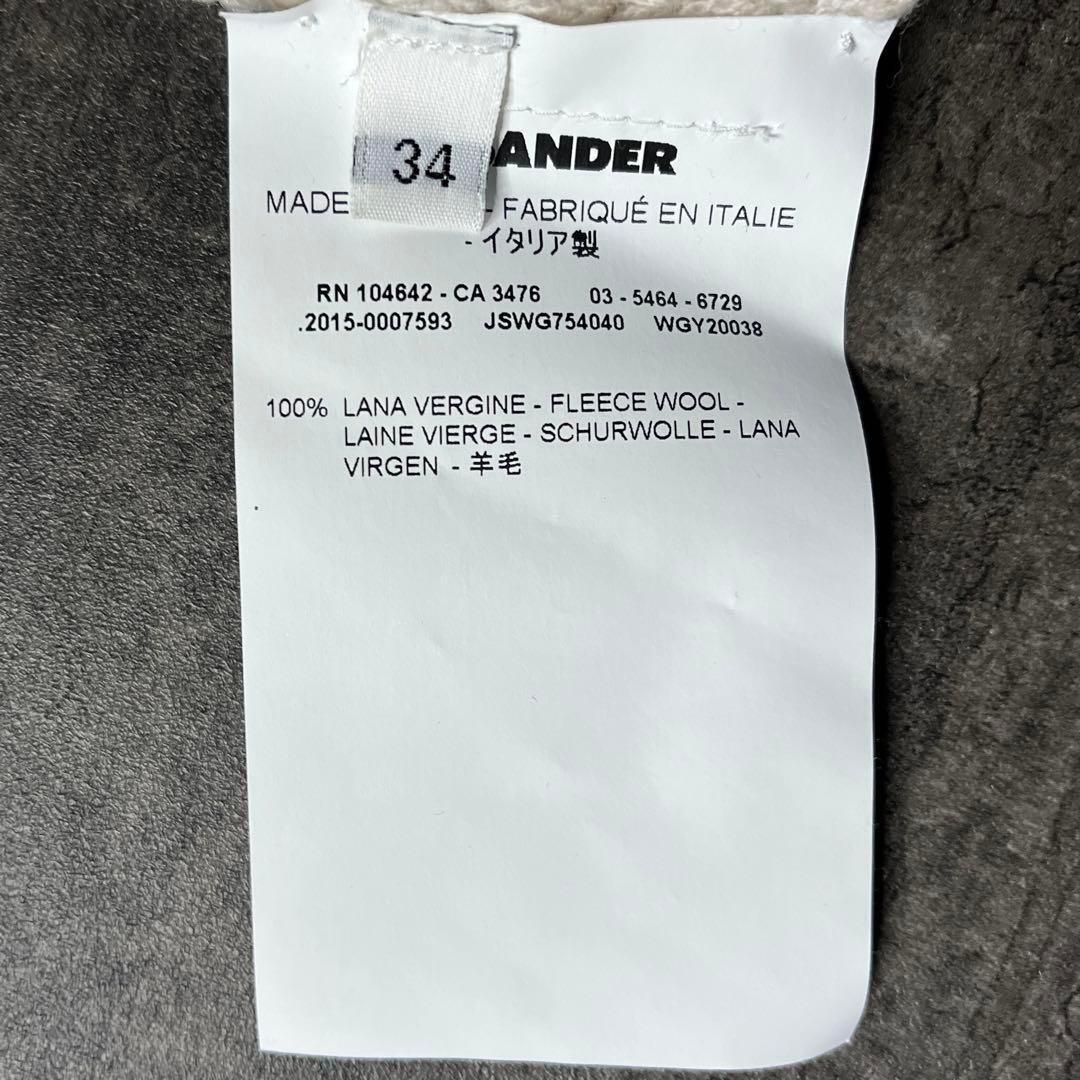 34
ANDER
MADE - FABRIQUÉ EN ITALIE
- イタリア製
RN 104642 - CA 3476 03 - 5464 - 6729
.2015-0007593 JSWG754040 WGY20038
100% LANA VERGINE - FLEECE WOOL -
LAINE VIERGE - SCHURWOLLE - LANA
VIRGEN - 羊毛